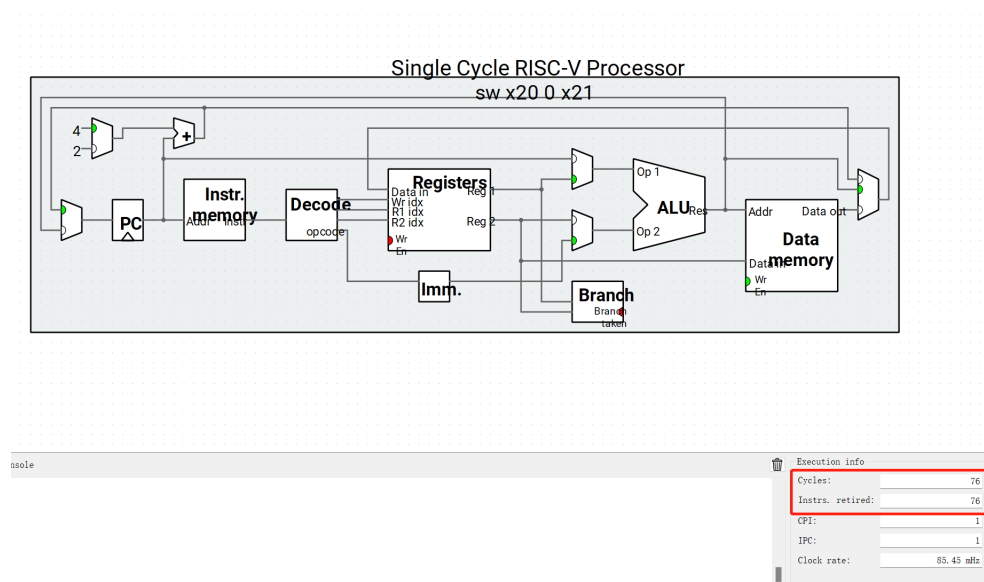 Single Cycle RISC-V Processor
sw x20 0 x21
4
2
+
PC
Instr.
memory
Addr
Instr
Decode
opcode
Registers
Data in
Wr idx
R1 idx
R2 idx
Wr
En
Reg 1
Reg 2
Imm.
Op 1
Op 2
ALU
Res
Branch
Branch
taken
Addr
Data out
Data
memory
Data in
Wr
En
nsole
Execution info
Cycles: 76
Instrs. retired: 76
CPI: 1
IPC: 1
Clock rate: 85.45 mHz